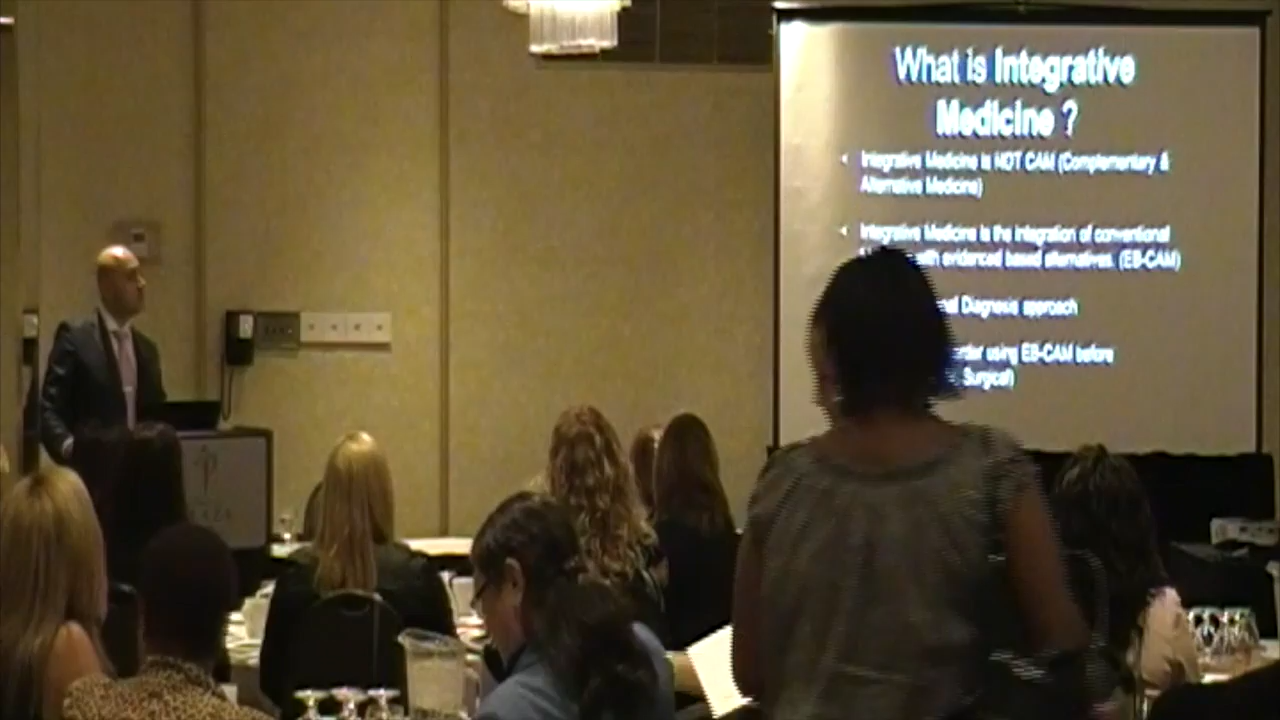 What is Integrative
Medicine ?
Integrative Medicine is NOT CAM (Complementary &
Alternative Medicine)
Integrative Medicine is the integration of conventional
with evidenced based alternatives. (EB-CAM)
Diagnosis approach
using EB-CAM before
Surgical)